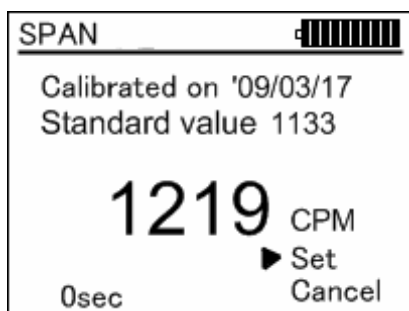 SPAN
Calibrated on '09/03/17
Standard value 1133
1219 CPM
▶ Set
0sec Cancel